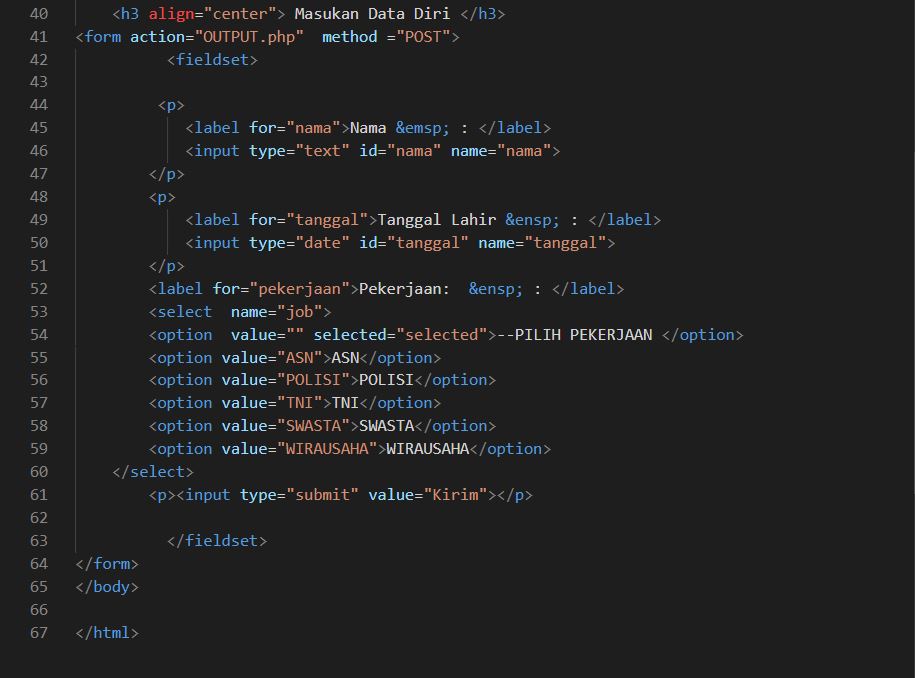 40 <h3 align="center"> Masukan Data Diri </h3>
41 <form action="OUTPUT.php"  method ="POST">
42 <fieldset>
43
44 <p>
45 <label for="nama">Nama &emsp; : </label>
46 <input type="text" id="nama" name="nama">
47 </p>
48 <p>
49 <label for="tanggal">Tanggal Lahir &ensp; : </label>
50 <input type="date" id="tanggal" name="tanggal">
51 </p>
52 <label for="pekerjaan">Pekerjaan:  &ensp; : </label>
53 <select  name="job">
54 <option  value="" selected="selected">--PILIH PEKERJAAN </option>
55 <option value="ASN">ASN</option>
56 <option value="POLISI">POLISI</option>
57 <option value="TNI">TNI</option>
58 <option value="SWASTA">SWASTA</option>
59 <option value="WIRAUSAHA">WIRAUSAHA</option>
60 </select>
61 <p><input type="submit" value="Kirim"></p>
62
63 </fieldset>
64 </form>
65 </body>
66
67 </html>